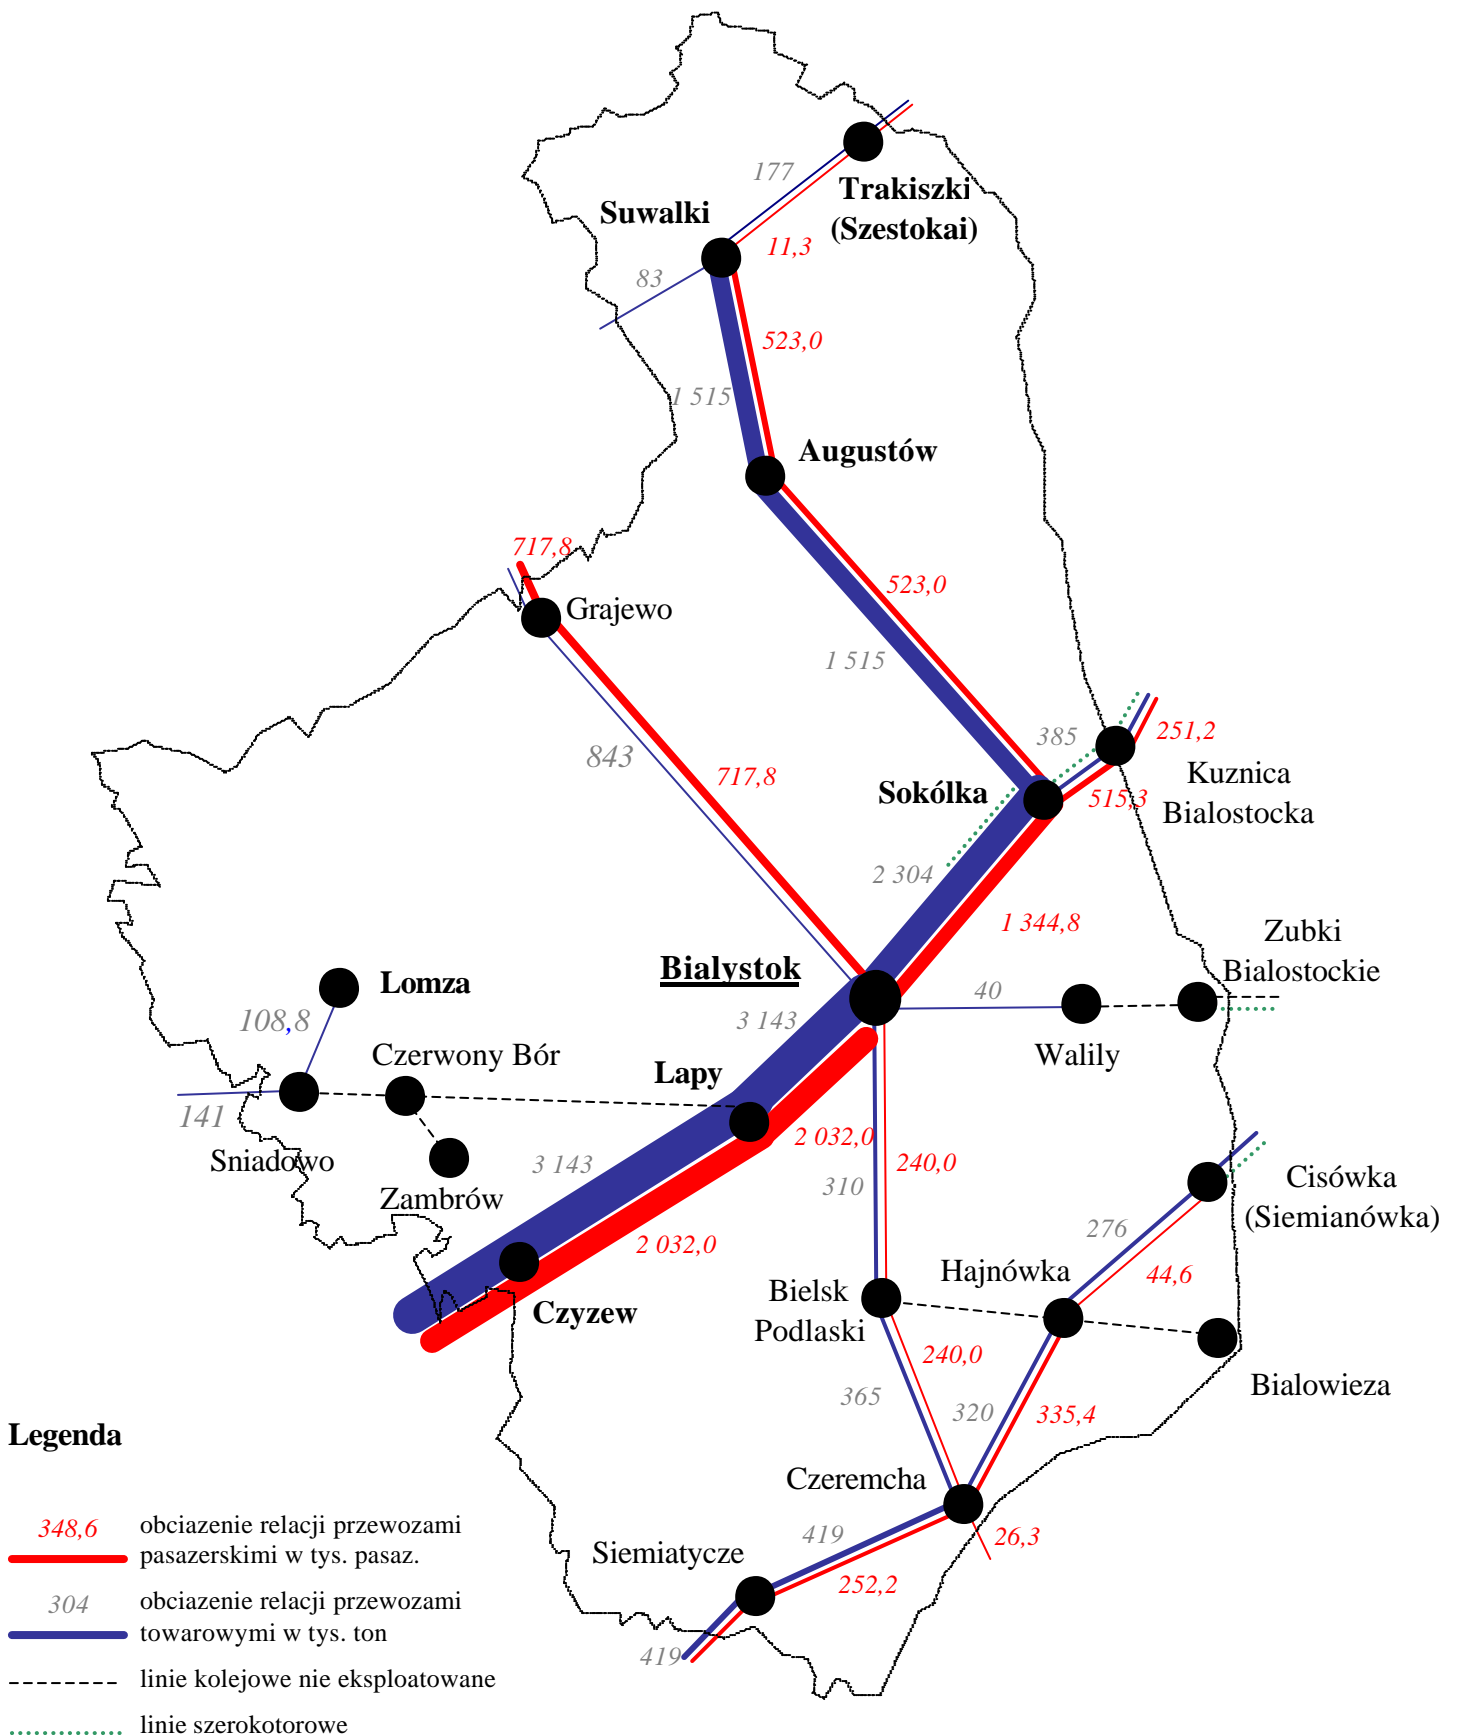 177
Trakiszki
(Szestokai)
Suwalki
11,3
83
523,0
1 515
Augustów
717,8
523,0
Grajewo
1 515
385
251,2
843
717,8
Kuznica
Bialostocka
Sokólka
515,3
2 304
1 344,8
Zubki
Bialostockie
Bialystok
Lomza
40
108,8
3 143
Czerwony Bór
Walily
Lapy
141
2 032,0
Sniadowo
3 143
240,0
310
Cisówka
(Siemianówka)
Zambrów
276
2 032,0
Hajnówka
44,6
Bielsk
Podlaski
Czyzew
240,0
Bialowieza
365
320
335,4
Legenda
Czeremcha
348,6
obciazenie relacji przewozami
pasazerskimi w tys. pasaz.
419
26,3
Siemiatycze
252,2
304
obciazenie relacji przewozami
towarowymi w tys. ton
419
linie kolejowe nie eksploatowane
linie szerokotorowe